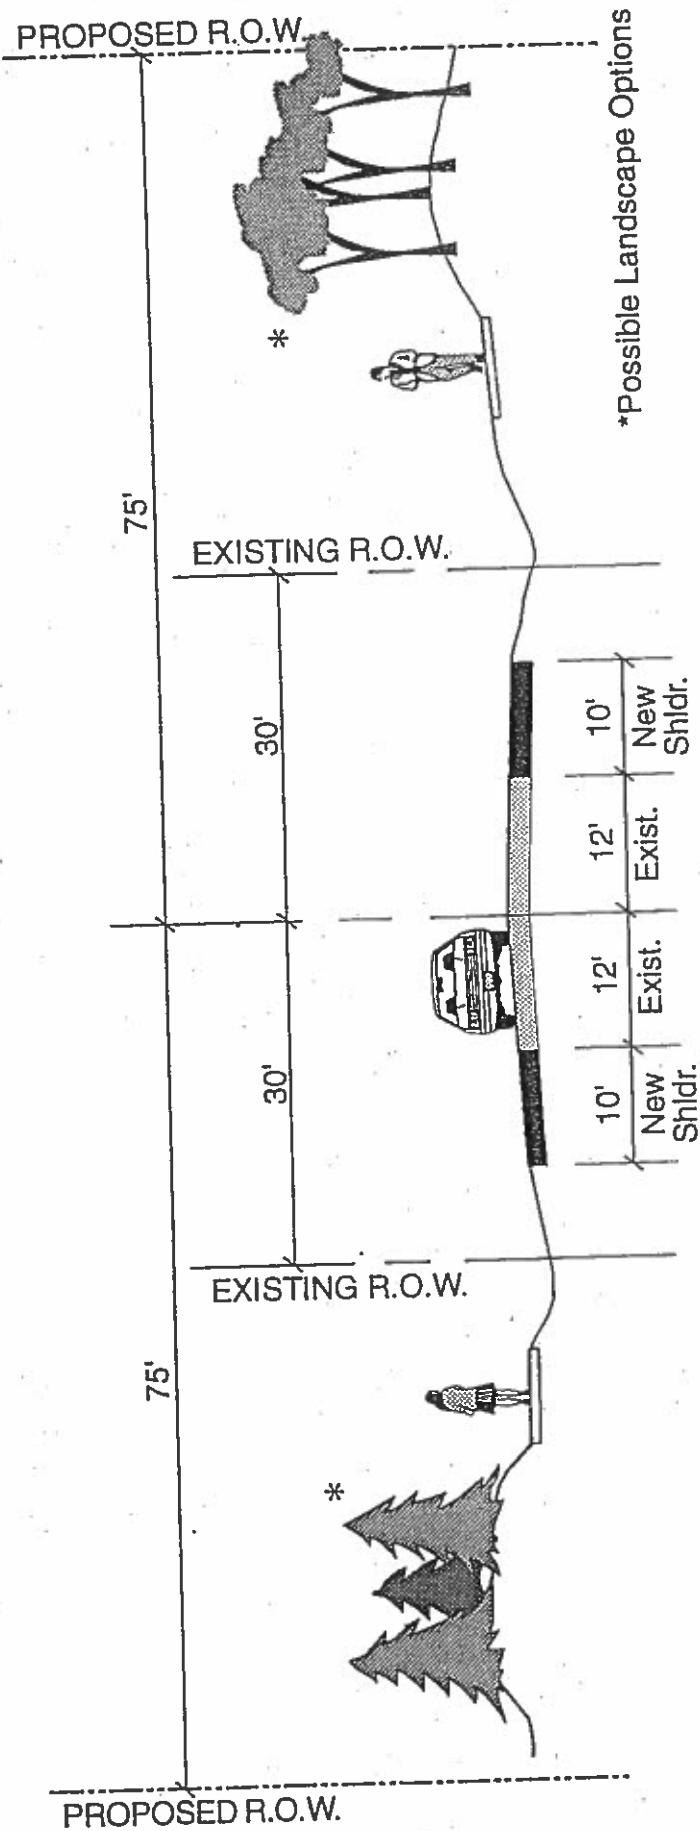 PROPOSED R.O.W.
*
*Possible Landscape Options
75'
EXISTING R.O.W.
30'
10'
New
Shldr.
12'
Exist.
12'
Exist.
30'
10'
New
Shldr.
EXISTING R.O.W.
75'
*
PROPOSED R.O.W.